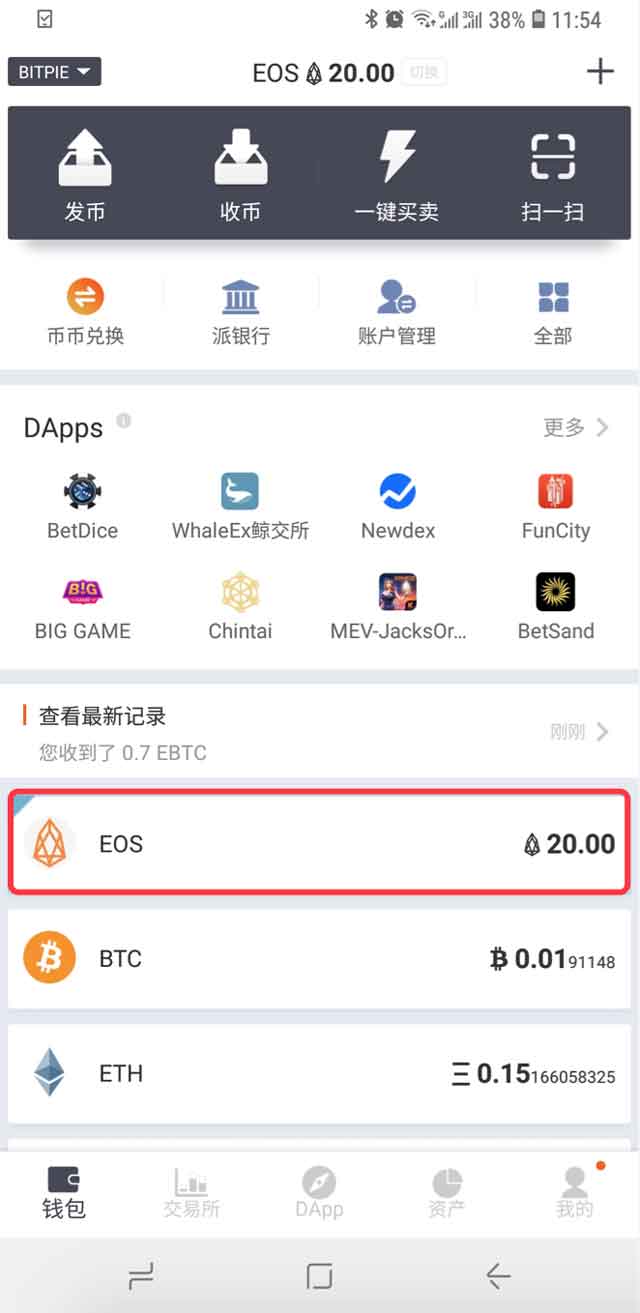 38% 11:54
BITPIE
EOS 20.00 切换
发币 收币 一键买卖 扫一扫
币币兑换 派银行 账户管理 全部
DApps 更多
BetDice WhaleEx鲸交所 Newdex FunCity
BIG GAME Chintai MEV-JacksOr... BetSand
查看最新记录
您收到了 0.7 EBTC
刚刚
EOS 20.00
BTC 0.0191148
ETH 0.15166058325
钱包 交易所 DApp 资产 我的